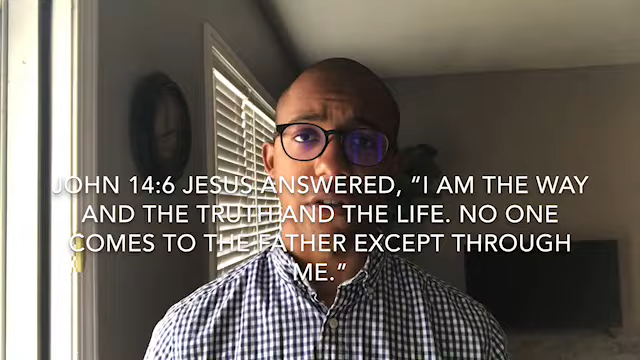 JOHN 14:6 JESUS ANSWERED, “I AM THE WAY
AND THE TRUTH AND THE LIFE. NO ONE
COMES TO THE FATHER EXCEPT THROUGH
ME.”